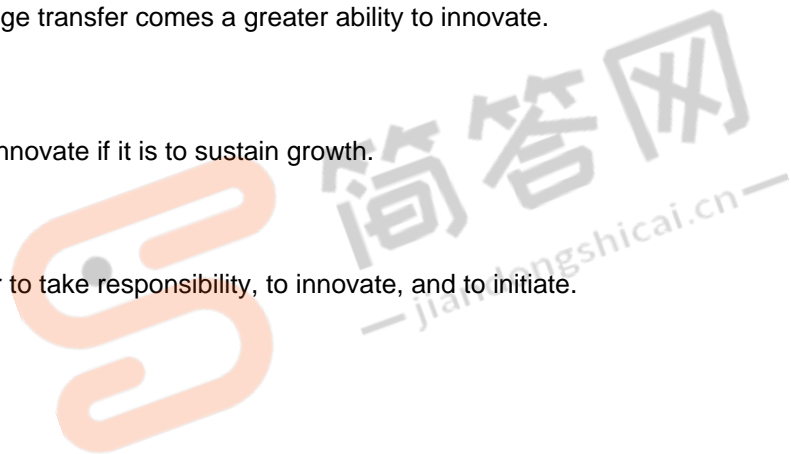 ge transfer comes a greater ability to innovate.
nnovate if it is to sustain growth.
r to take responsibility, to innovate, and to initiate.
简答网
jiandongshicai.cn